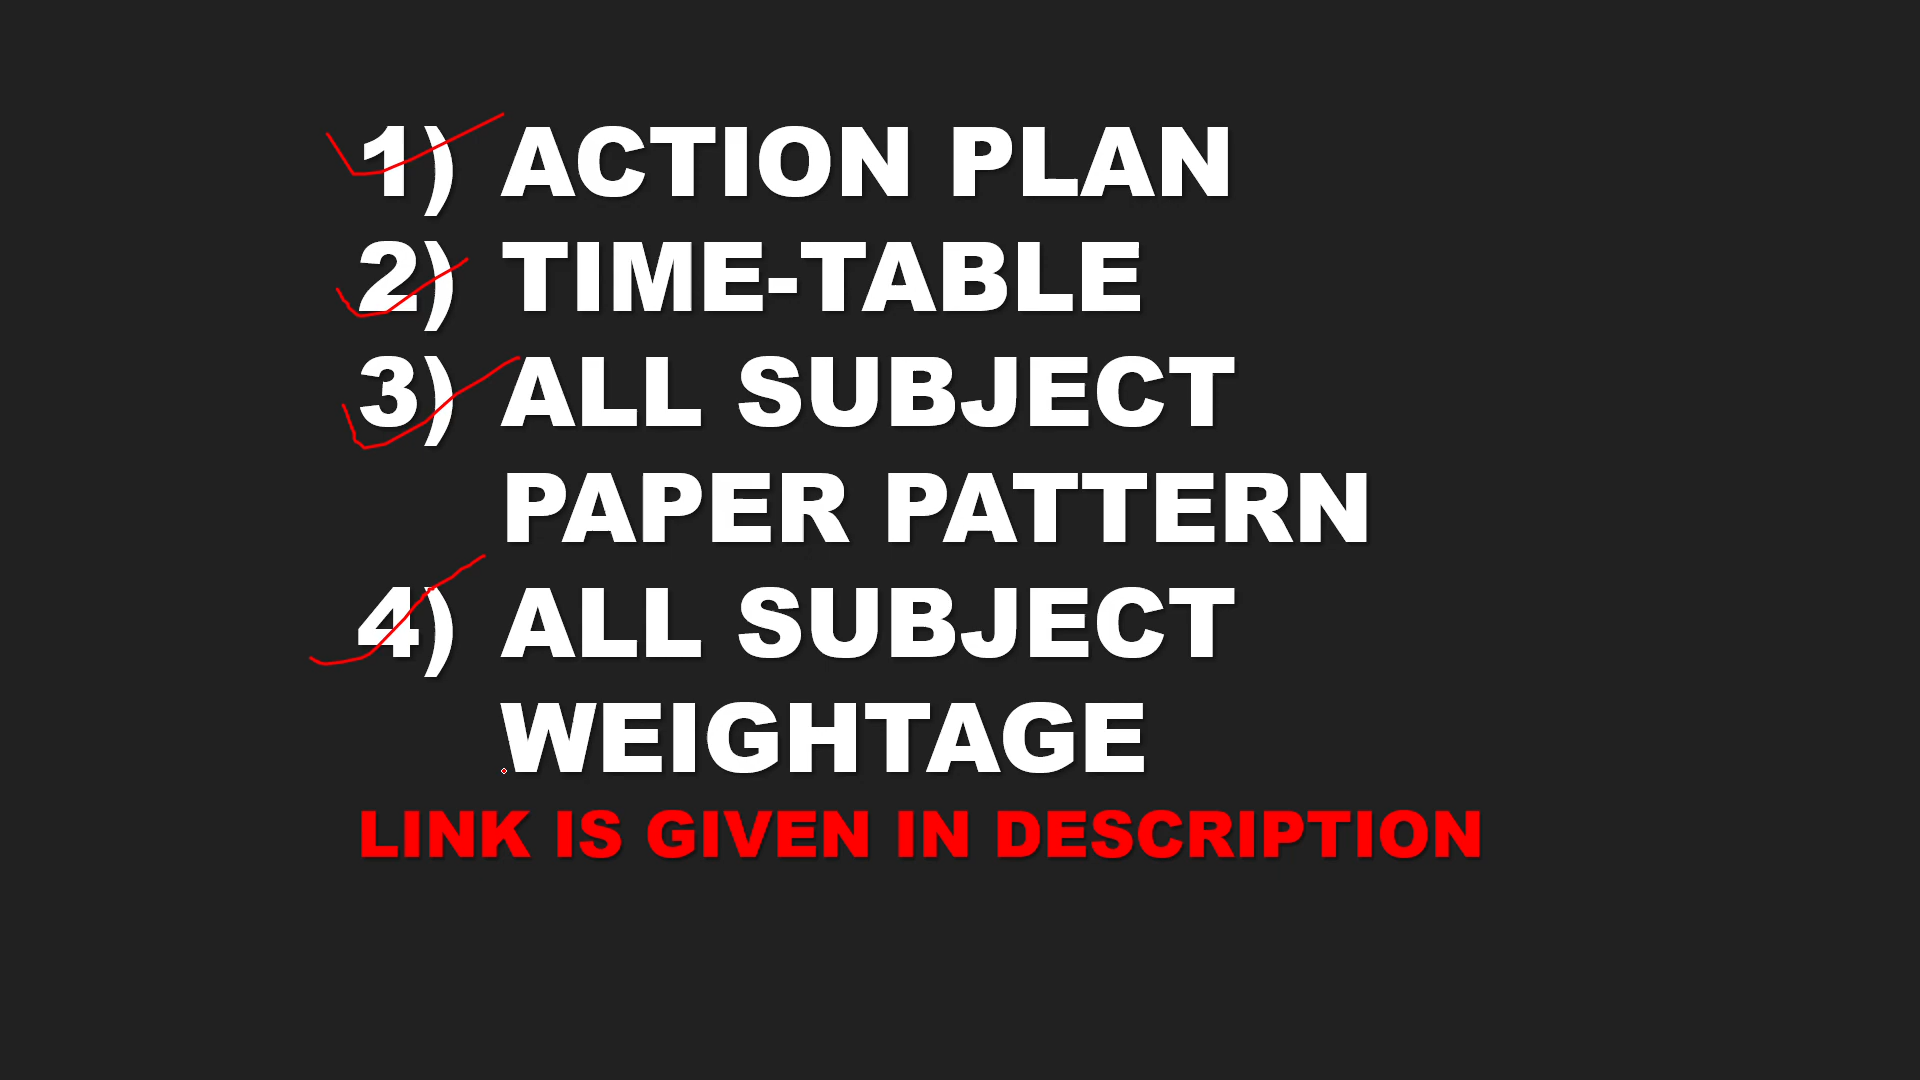 1) ACTION PLAN
2) TIME-TABLE
3) ALL SUBJECT
PAPER PATTERN
4) ALL SUBJECT
WEIGHTAGE
LINK IS GIVEN IN DESCRIPTION